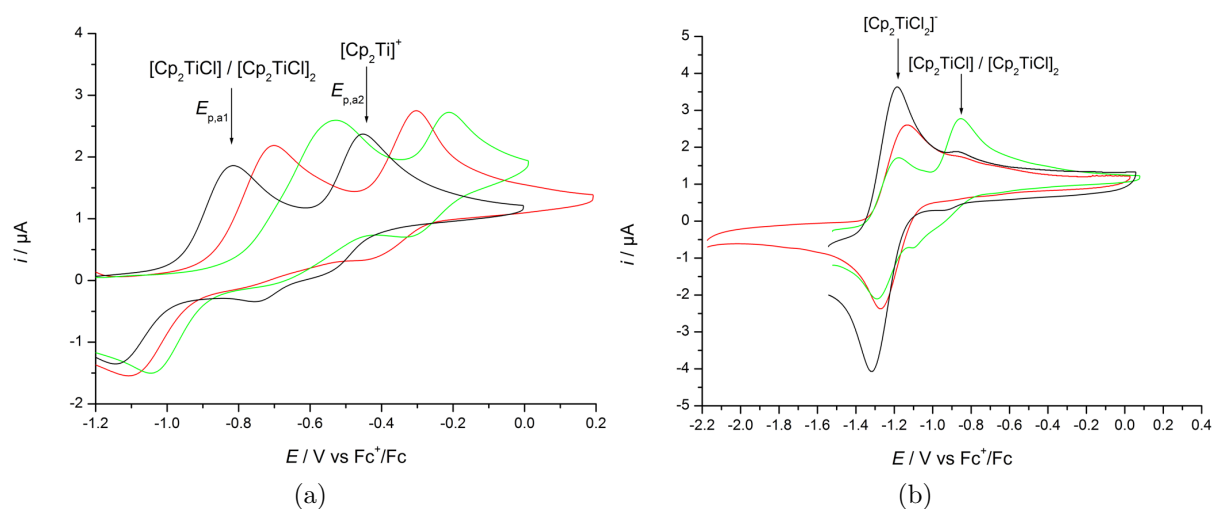 [Cp₂TiCl] / [Cp₂TiCl]₂
[Cp₂Ti]⁺
E p,a1
E p,a2
i / μA
4
3
2
1
0
-1
-2
-1.2 -1.0 -0.8 -0.6 -0.4 -0.2 0.0 0.2
E / V vs Fc⁺/Fc
(a)
[Cp₂TiCl₂]⁻
[Cp₂TiCl] / [Cp₂TiCl]₂
i / μA
5
4
3
2
1
0
-1
-2
-3
-4
-5
-2.2 -2.0 -1.8 -1.6 -1.4 -1.2 -1.0 -0.8 -0.6 -0.4 -0.2 0.0 0.2 0.4
E / V vs Fc⁺/Fc
(b)